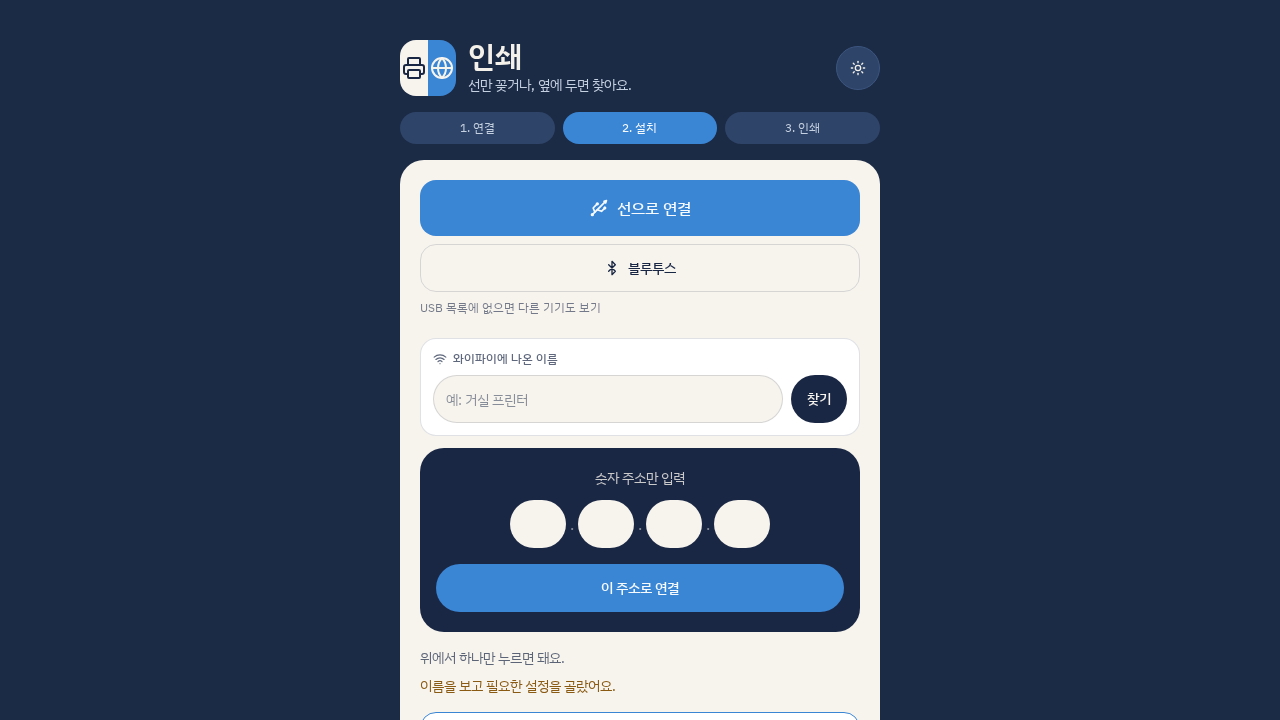 인쇄
선만 꽂거나, 옆에 두면 찾아요.
1. 연결
2. 설치
3. 인쇄
선으로 연결
블루투스
USB 목록에 없으면 다른 기기도 보기
와이파이에 나온 이름
예: 거실 프린터
찾기
숫자 주소만 입력
. . .
이 주소로 연결
위에서 하나만 누르면 돼요.
이름을 보고 필요한 설정을 골랐어요.